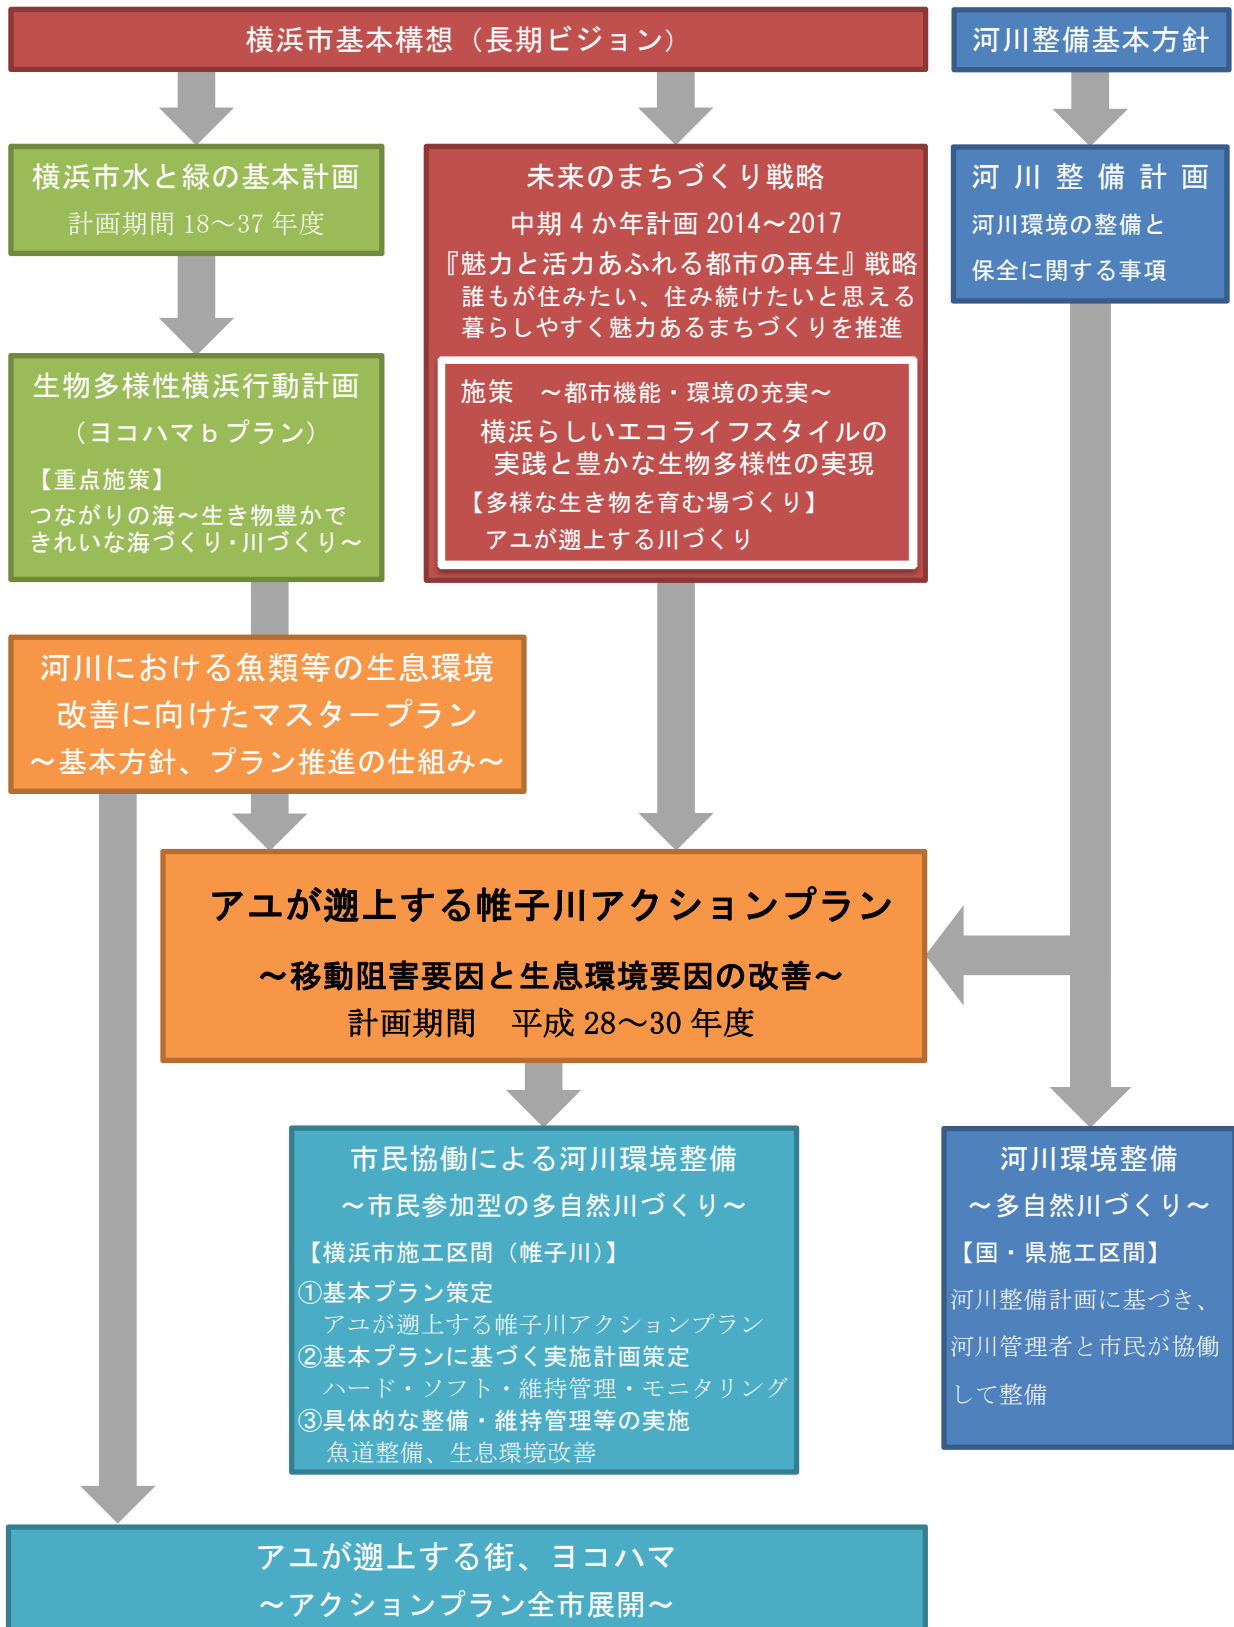 横浜市基本構想（長期ビジョン）
河川整備基本方針
横浜市水と緑の基本計画
計画期間 18～37 年度
未来のまちづくり戦略
中期 4 か年計画 2014～2017
『魅力と活力あふれる都市の再生』戦略
誰もが住みたい、住み続けたいと思える
暮らしやすく魅力あるまちづくりを推進
施策　～都市機能・環境の充実～
横浜らしいエコライフスタイルの
実践と豊かな生物多様性の実現
【多様な生き物を育む場づくり】
アユが遡上する川づくり
河 川 整 備 計 画
河川環境の整備と
保全に関する事項
生物多様性横浜行動計画
（ヨコハマｂプラン）
【重点施策】
つながりの海～生き物豊かで
きれいな海づくり・川づくり～
河川における魚類等の生息環境
改善に向けたマスタープラン
～基本方針、プラン推進の仕組み～
アユが遡上する帷子川アクションプラン
～移動阻害要因と生息環境要因の改善～
計画期間　平成 28～30 年度
市民協働による河川環境整備
～市民参加型の多自然川づくり～
【横浜市施工区間（帷子川）】
①基本プラン策定
アユが遡上する帷子川アクションプラン
②基本プランに基づく実施計画策定
ハード・ソフト・維持管理・モニタリング
③具体的な整備・維持管理等の実施
魚道整備、生息環境改善
河川環境整備
～多自然川づくり～
【国・県施工区間】
河川整備計画に基づき、
河川管理者と市民が協働
して整備
アユが遡上する街、ヨコハマ
～アクションプラン全市展開～